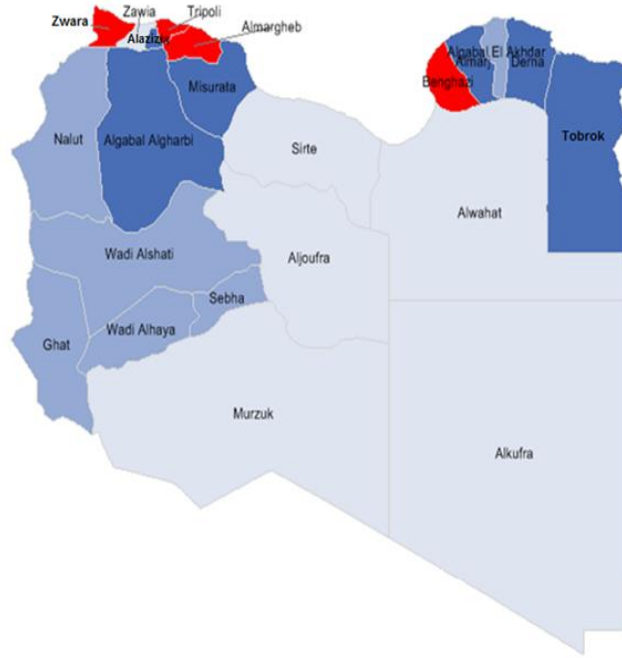 Zawia
Tripoli
Zwara
Almargheb
Alazizia
Misurata
Nalut
Algabal Algharbi
Sirte
Benghazi
Almarj
Algabal El Akhdar
Derna
Tobrok
Alwahat
Wadi Alshati
Aljoufra
Sebha
Wadi Alhaya
Ghat
Murzuk
Alkufra